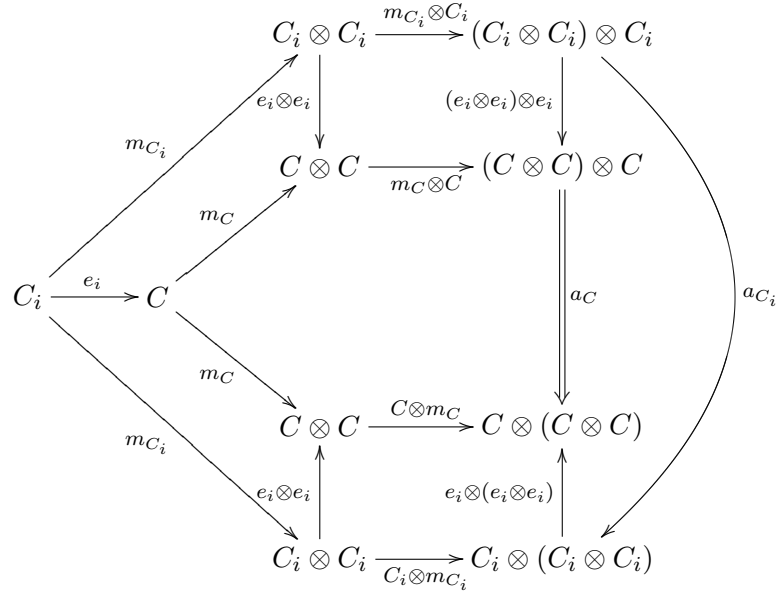 C_i ⊗ C_i m_{C_i}⊗C_i (C_i ⊗ C_i) ⊗ C_i
e_i⊗e_i (e_i⊗e_i)⊗e_i
m_{C_i}
C ⊗ C m_C⊗C (C ⊗ C) ⊗ C
m_C
C_i e_i C a_C a_{C_i}
m_C
C ⊗ C C⊗m_C C ⊗ (C ⊗ C)
m_{C_i}
e_i⊗e_i e_i⊗(e_i⊗e_i)
C_i ⊗ C_i C_i⊗m_{C_i} C_i ⊗ (C_i ⊗ C_i)